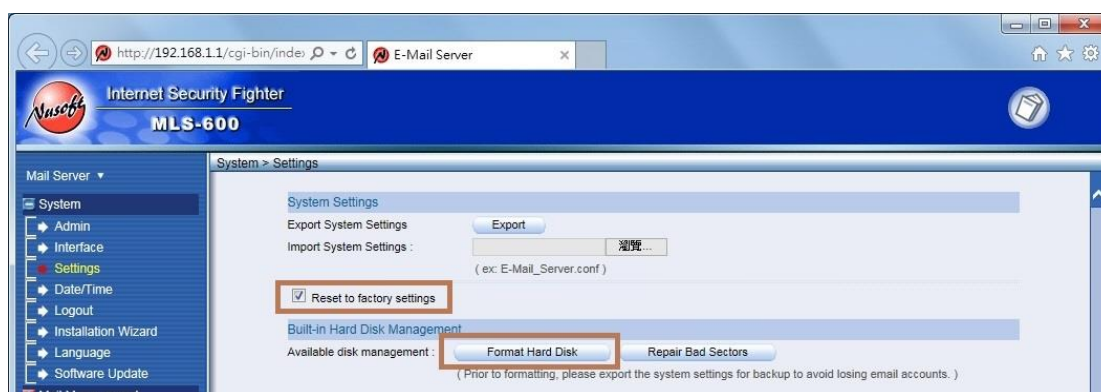 http://192.168.1.1/cgi-bin/inde
E-Mail Server
Nusoft
Internet Security Fighter
MLS-600
System > Settings
Mail Server
System
Admin
Interface
Settings
Date/Time
Logout
Installation Wizard
Language
Software Update
System Settings
Export System Settings Export
Import System Settings : 瀏覽...
( ex: E-Mail_Server.conf )
Reset to factory settings
Built-in Hard Disk Management
Available disk management : Format Hard Disk Repair Bad Sectors
( Prior to formatting, please export the system settings for backup to avoid losing email accounts. )